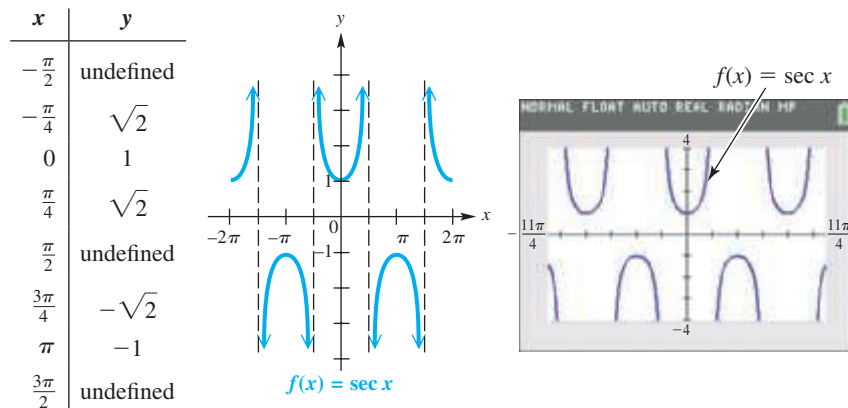 x y
−π/2 undefined
−π/4 √2
0 1
π/4 √2
π/2 undefined
3π/4 −√2
π −1
3π/2 undefined
y
1
x
−2π −π 0 π 2π
−1
f(x) = sec x
f(x) = sec x
NORMAL FLOAT AUTO REAL RADIAN MP
4
−11π/4 11π/4
−4